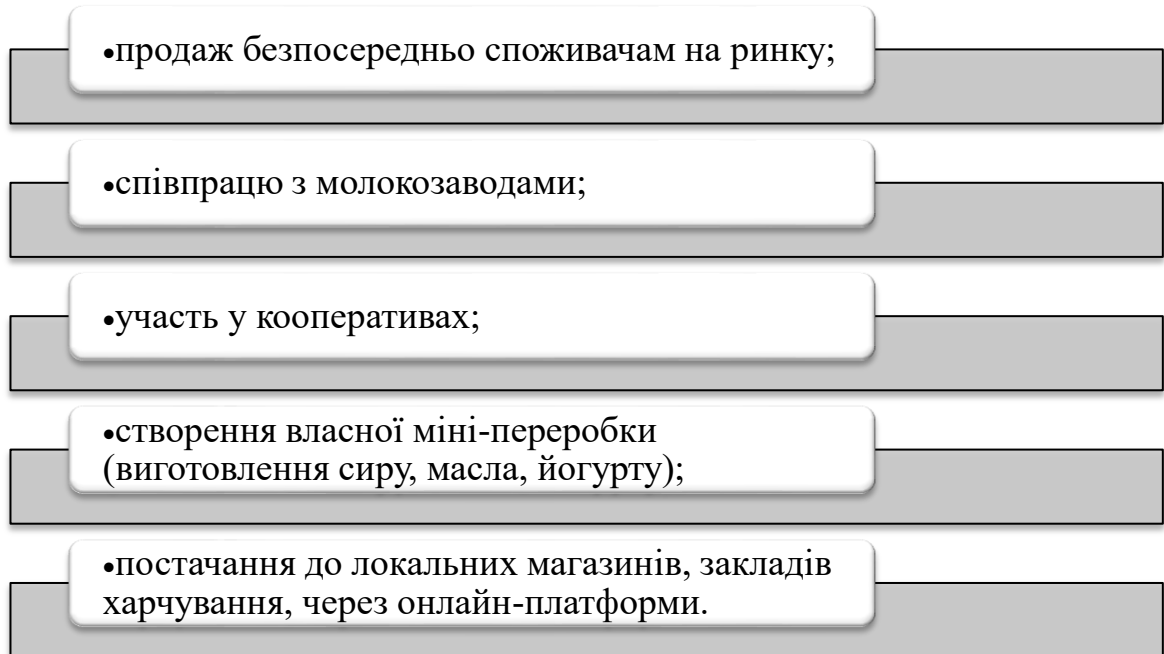 •продаж безпосередньо споживачам на ринку;
•співпрацю з молокозаводами;
•участь у кооперативах;
•створення власної міні-переробки
(виготовлення сиру, масла, йогурту);
•постачання до локальних магазинів, закладів
харчування, через онлайн-платформи.